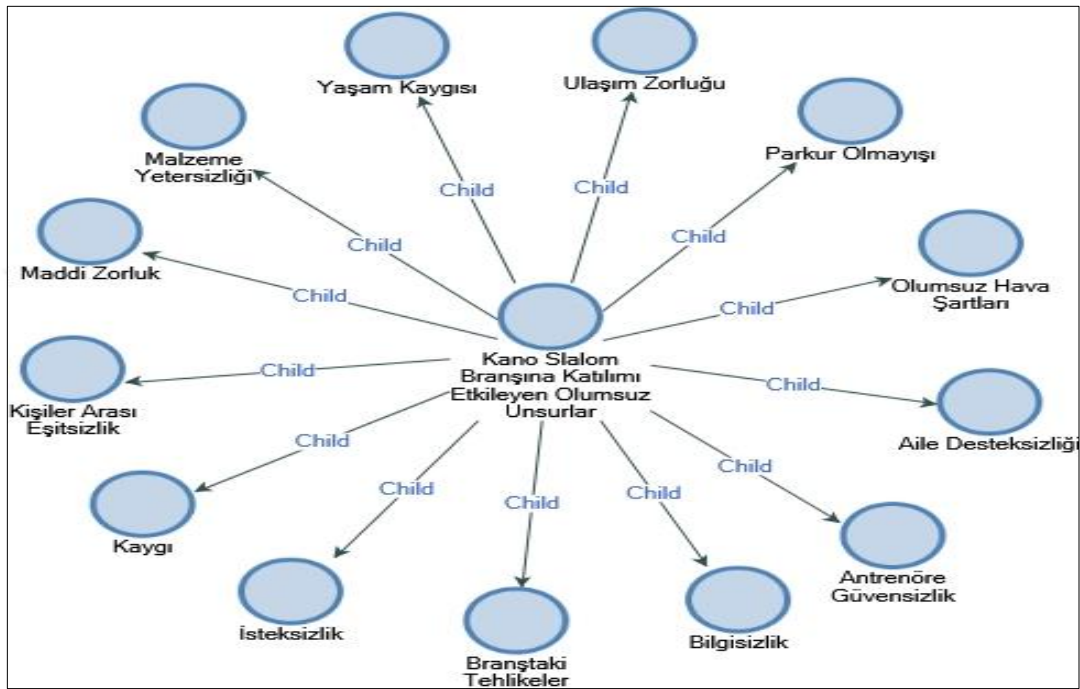 Yaşam Kaygısı
Ulaşım Zorluğu
Malzeme
Yetersizliği
Parkur Olmayışı
Child
Child
Child
Child
Maddi Zorluk
Olumsuz Hava
Şartları
Child
Child
Kano Slalom
Branşına Katılımı
Etkileyen Olumsuz
Unsurlar
Child
Child
Kişiler Arası
Eşitsizlik
Aile Desteksizliği
Child
Child
Child
Child
Child
Kaygı
Antrenöre
Güvensizlik
İsteksizlik
Branştaki
Tehlikeler
Bilgisizlik